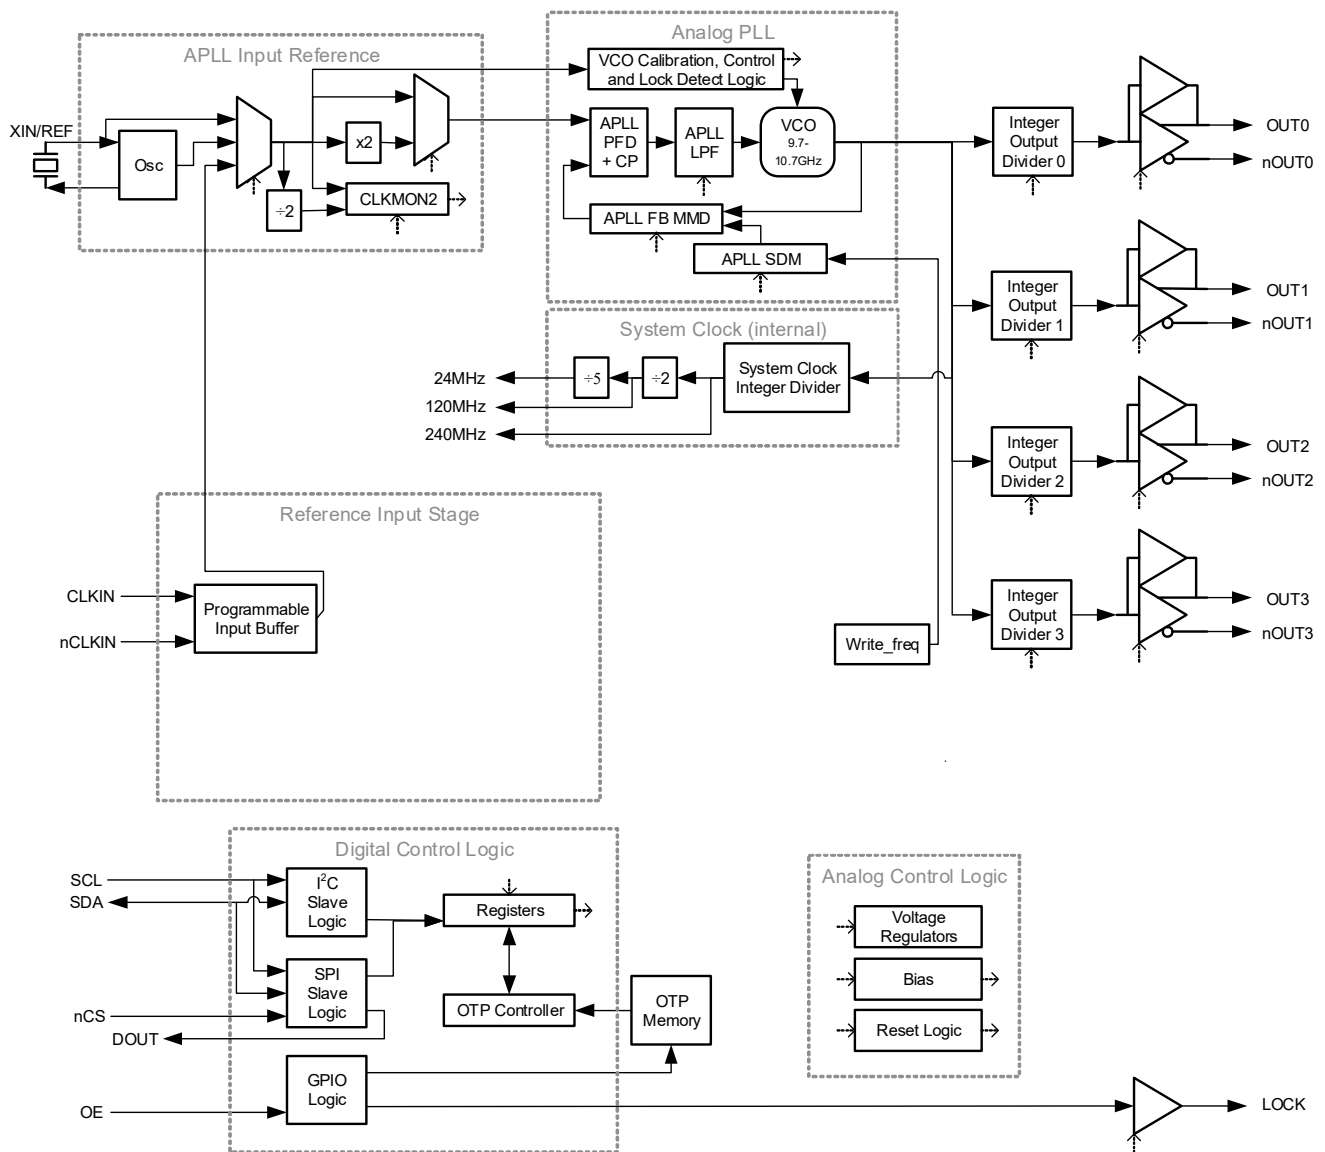 APLL Input Reference
XIN/REF
Osc
x2
÷2
CLKMON2
Analog PLL
VCO Calibration, Control
and Lock Detect Logic
APLL
PFD
+ CP
APLL
LPF
VCO
9.7-
10.7GHz
APLL FB MMD
APLL SDM
Integer
Output
Divider 0
OUT0
nOUT0
Integer
Output
Divider 1
OUT1
nOUT1
System Clock (internal)
24MHz
120MHz
240MHz
÷5
÷2
System Clock
Integer Divider
Integer
Output
Divider 2
OUT2
nOUT2
Reference Input Stage
CLKIN
nCLKIN
Programmable
Input Buffer
Write_freq
Integer
Output
Divider 3
OUT3
nOUT3
Digital Control Logic
SCL
SDA
I²C
Slave
Logic
Registers
SPI
Slave
Logic
nCS
DOUT
OTP Controller
OTP
Memory
GPIO
Logic
OE
Analog Control Logic
Voltage
Regulators
Bias
Reset Logic
LOCK